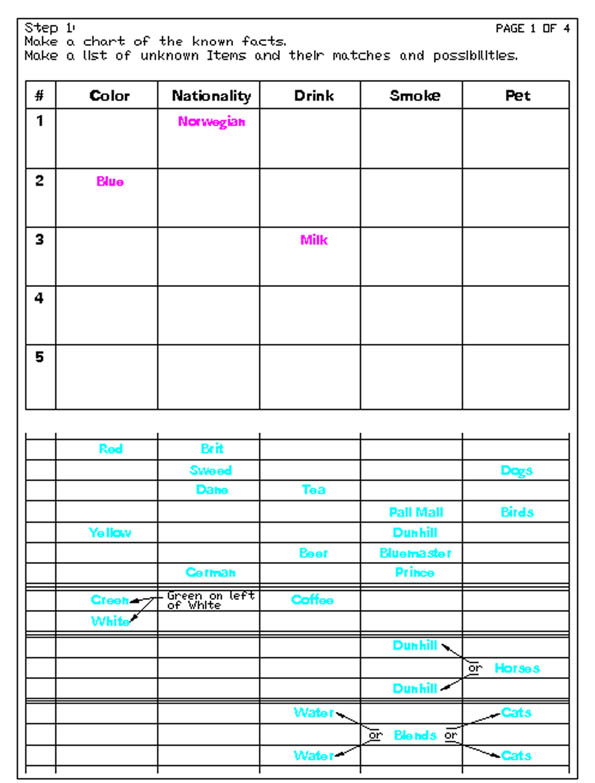 Step 1:
PAGE 1 OF 4
Make a chart of the known facts.
Make a list of unknown Items and their matches and possibilities.
# Color Nationality Drink Smoke Pet
1 Norwegian
2 Blue
3 Milk
4
5
Red Brit
Sweed Dogs
Dane Tea
Pall Mall Birds
Yellow Dunhill
Beer Bluemaster
German Prince
Green Green on left Coffee
of White
White
Dunhill
or Horses
Dunhill
Water Cats
or Blends or
Water Cats